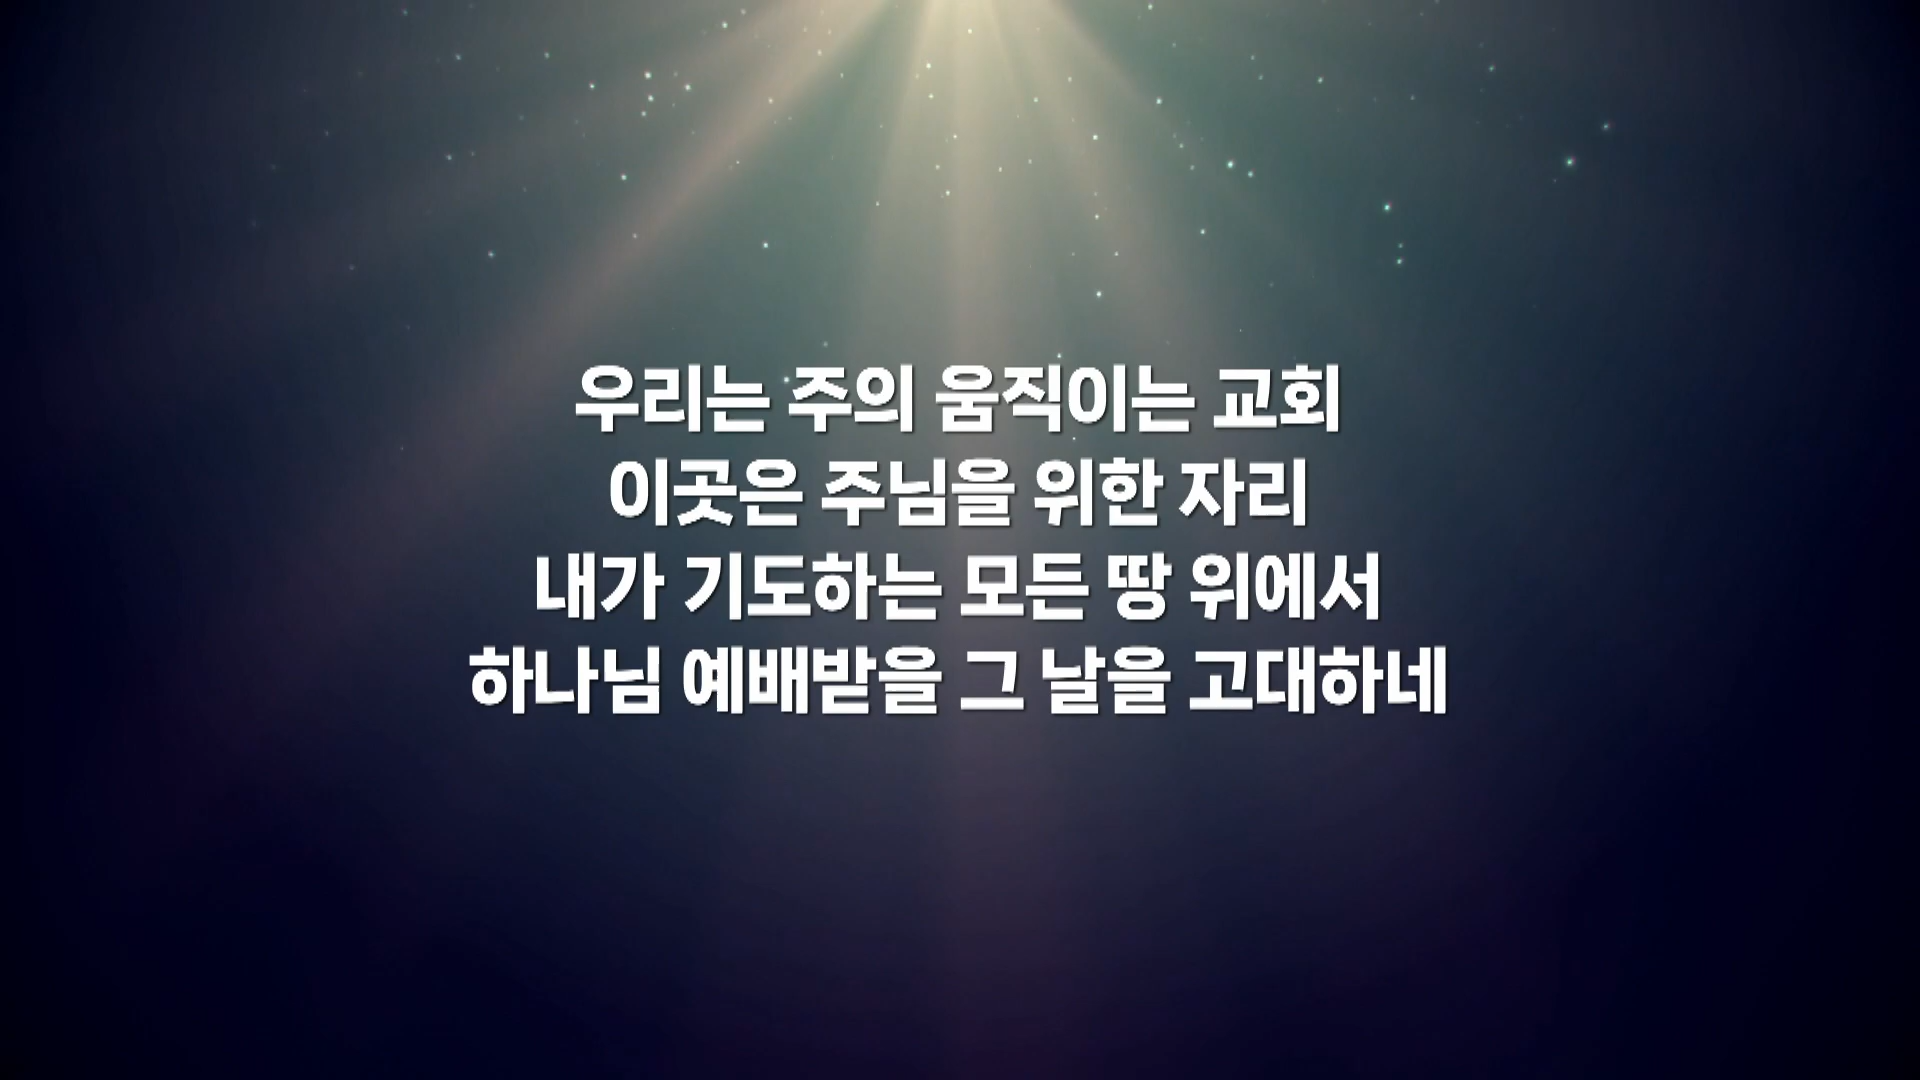 우리는 주의 움직이는 교회
이곳은 주님을 위한 자리
내가 기도하는 모든 땅 위에서
하나님 예배받을 그 날을 고대하네